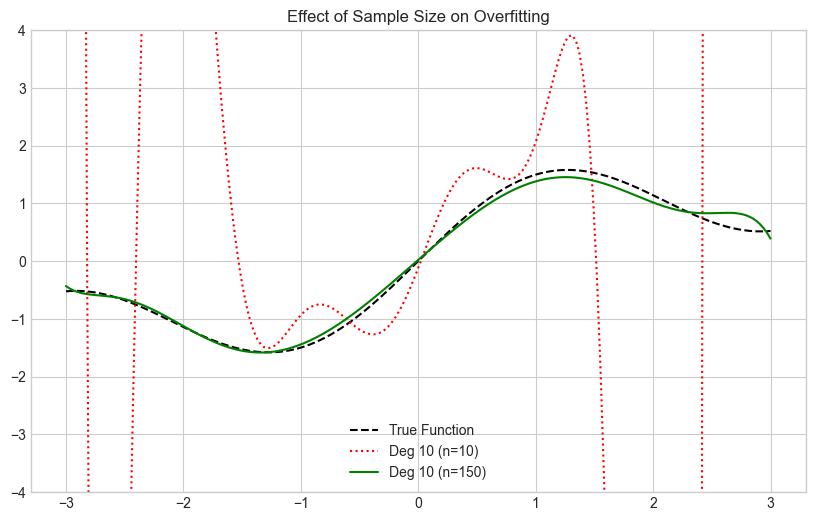 Effect of Sample Size on Overfitting
4
3
2
1
0
−1
−2
−3
−4
True Function
Deg 10 (n=10)
Deg 10 (n=150)
−3 −2 −1 0 1 2 3